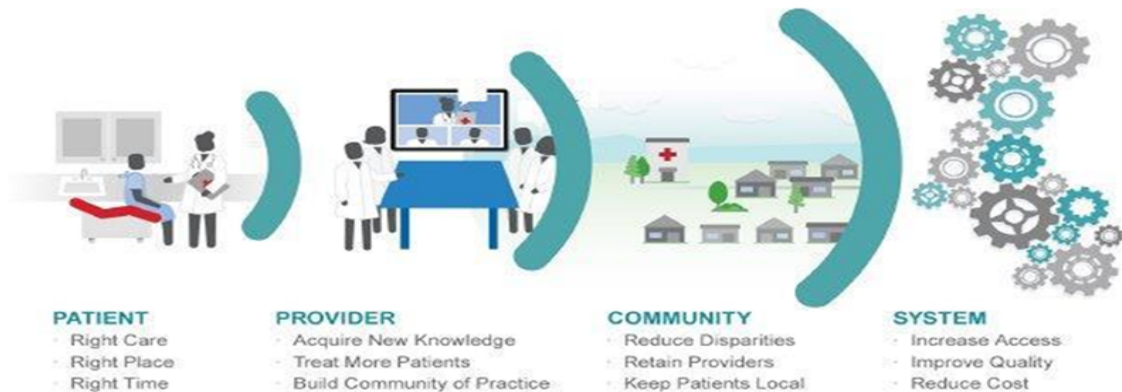 PATIENT
· Right Care
· Right Place
· Right Time
PROVIDER
· Acquire New Knowledge
· Treat More Patients
· Build Community of Practice
COMMUNITY
· Reduce Disparities
· Retain Providers
· Keep Patients Local
SYSTEM
· Increase Access
· Improve Quality
· Reduce Cost